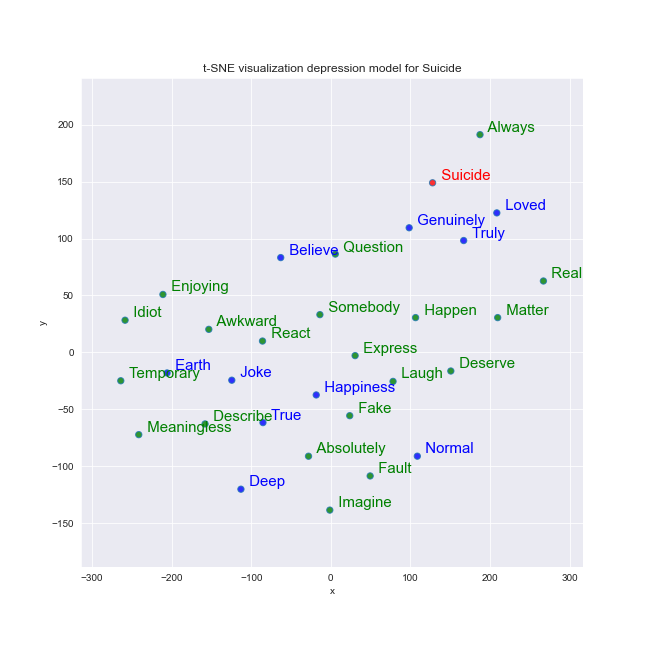 t-SNE visualization depression model for Suicide
200
150
100
50
0
−50
−100
−150
y
Always
Suicide
Loved
Genuinely
Truly
Believe
Question
Real
Enjoying
Idiot
Somebody
Happen
Matter
Awkward
React
Express
Earth
Temporary
Joke
Laugh
Deserve
Happiness
Describe
True
Fake
Meaningless
Absolutely
Normal
Fault
Deep
Imagine
−300
−200
−100
0
100
200
300
x